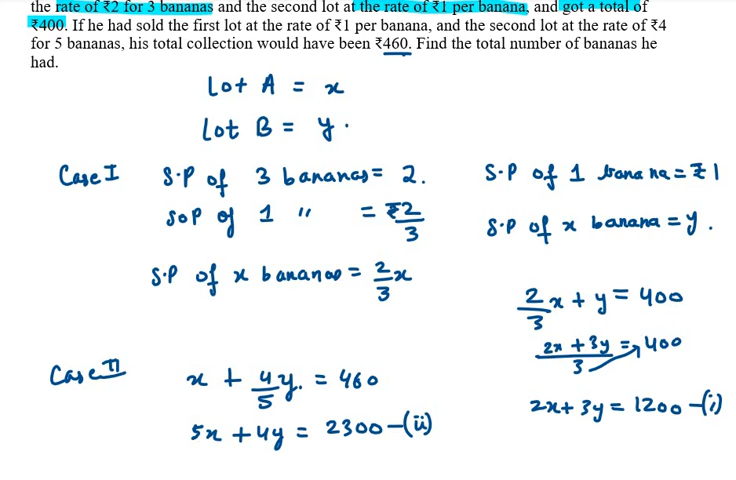 the rate of ₹2 for 3 bananas and the second lot at the rate of ₹1 per banana, and got a total of
₹400. If he had sold the first lot at the rate of ₹1 per banana, and the second lot at the rate of ₹4
for 5 bananas, his total collection would have been ₹460. Find the total number of bananas he
had.
Lot A = x
Lot B = y.
Case I
S.P of 3 bananas = 2.
S.P of 1 " = ₹2/3
S.P of x bananas = 2/3 x
S.P of 1 banana = ₹1
S.P of x banana = y.
2/3 x + y = 400
2x + 3y / 3 = 400
2x + 3y = 1200 -(i)
Case II
x + 4y/5. = 460
5x + 4y = 2300 -(ii)